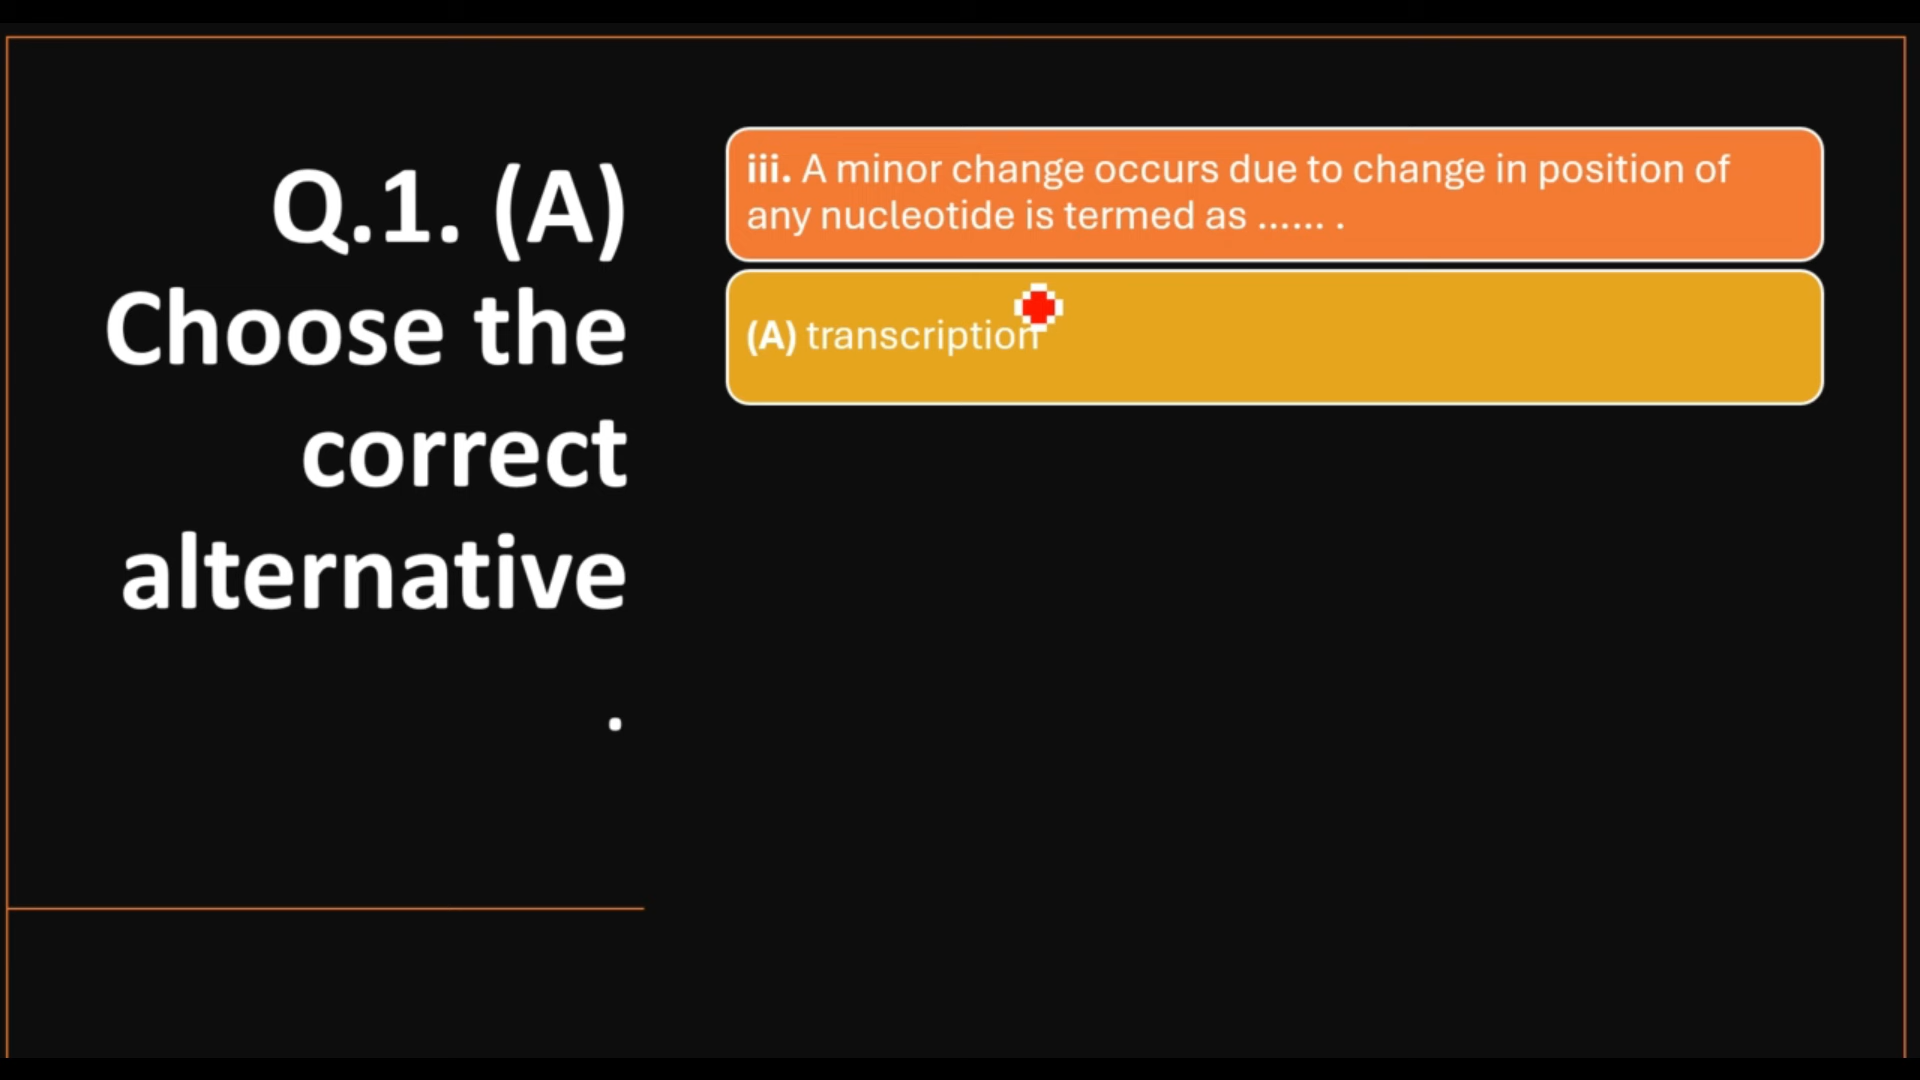 Q.1. (A)
Choose the
correct
alternative
.
iii. A minor change occurs due to change in position of
any nucleotide is termed as ...... .
(A) transcription